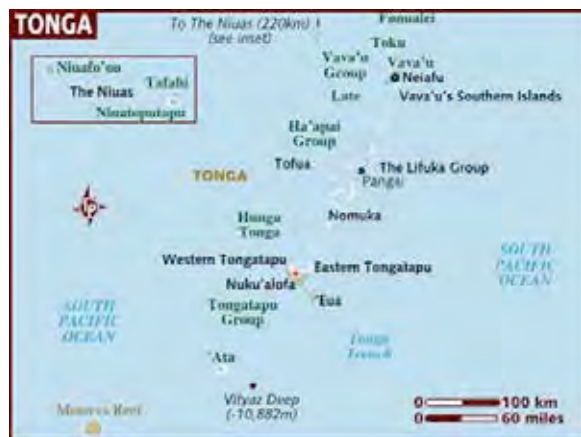 TONGA
To The Niuas (220km)
(see inset)
Fonualei
Toku
Niuafo'ou
Tafahi
The Niuas
Niuatoputapu
Vava'u
Group
Vava'u
Neiafu
Late
Vava'u's Southern Islands
Ha'apai
Group
Tofua
The Lifuka Group
Pangai
TONGA
Nomuka
Hunga
Tonga
Western Tongatapu
Eastern Tongatapu
Nuku'alofa
'Eua
Tongatapu
Group
SOUTH
PACIFIC
OCEAN
SOUTH
PACIFIC
OCEAN
Tonga
Trench
'Ata
Vityaz Deep
(-10,882m)
Minerva Reef
0 100 km
0 60 miles